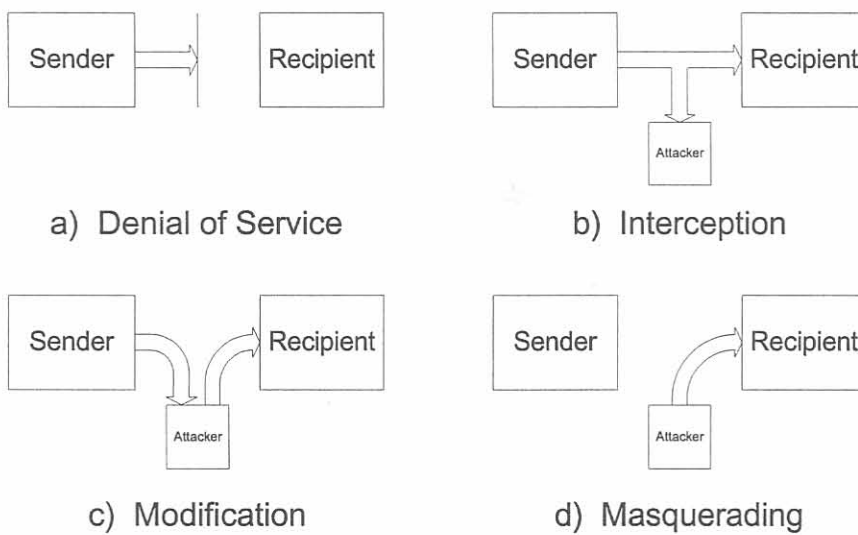 Sender
Recipient
Sender
Recipient
Attacker
a) Denial of Service
b) Interception
Sender
Recipient
Sender
Recipient
Attacker
Attacker
c) Modification
d) Masquerading